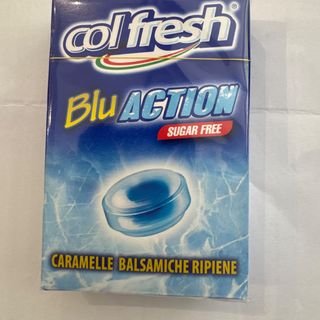 col fresh®
Blu ACTION
SUGAR FREE
CARAMELLE BALSAMICHE RIPIENE